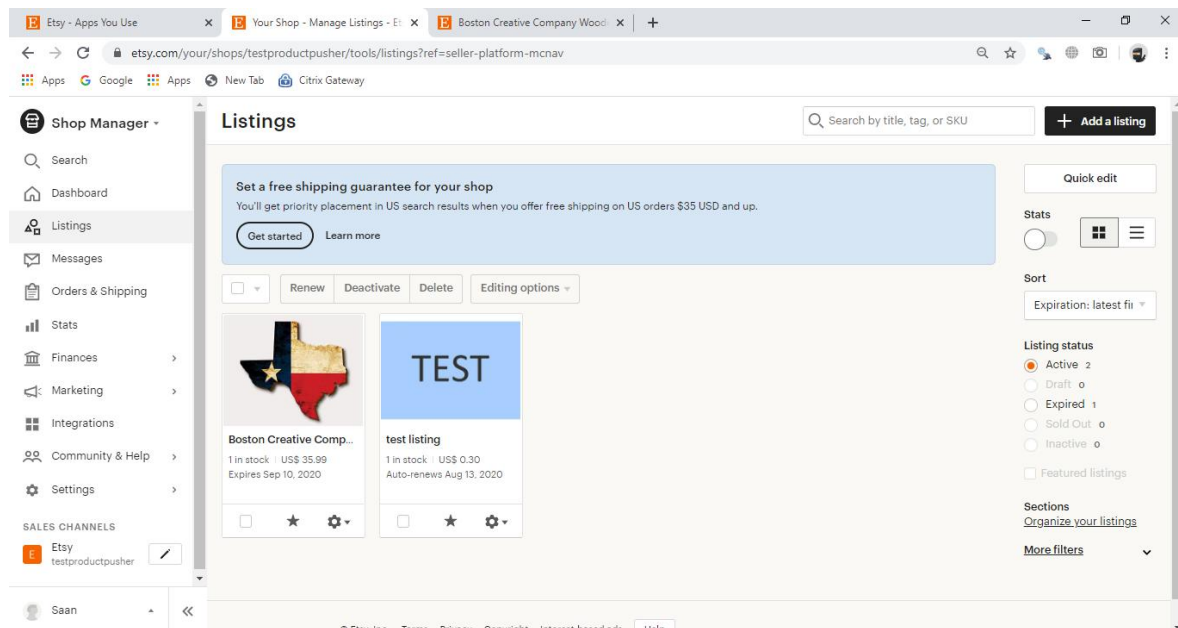 Etsy - Apps You Use
Your Shop - Manage Listings - Et
Boston Creative Company Wood
etsy.com/your/shops/testproductpusher/tools/listings?ref=seller-platform-mcnav
Apps Google Apps New Tab Citrix Gateway
Shop Manager
Search
Dashboard
Listings
Messages
Orders & Shipping
Stats
Finances
Marketing
Integrations
Community & Help
Settings
SALES CHANNELS
E Etsy
testproductpusher
Saan
Listings
Search by title, tag, or SKU
+ Add a listing
Set a free shipping guarantee for your shop
You'll get priority placement in US search results when you offer free shipping on US orders $35 USD and up.
Get started Learn more
Renew Deactivate Delete Editing options
Boston Creative Comp...
1 in stock | US$ 35.99
Expires Sep 10, 2020
TEST
test listing
1 in stock | US$ 0.30
Auto-renews Aug 13, 2020
Quick edit
Stats
Sort
Expiration: latest fi
Listing status
Active 2
Draft 0
Expired 1
Sold Out 0
Inactive 0
Featured listings
Sections
Organize your listings
More filters